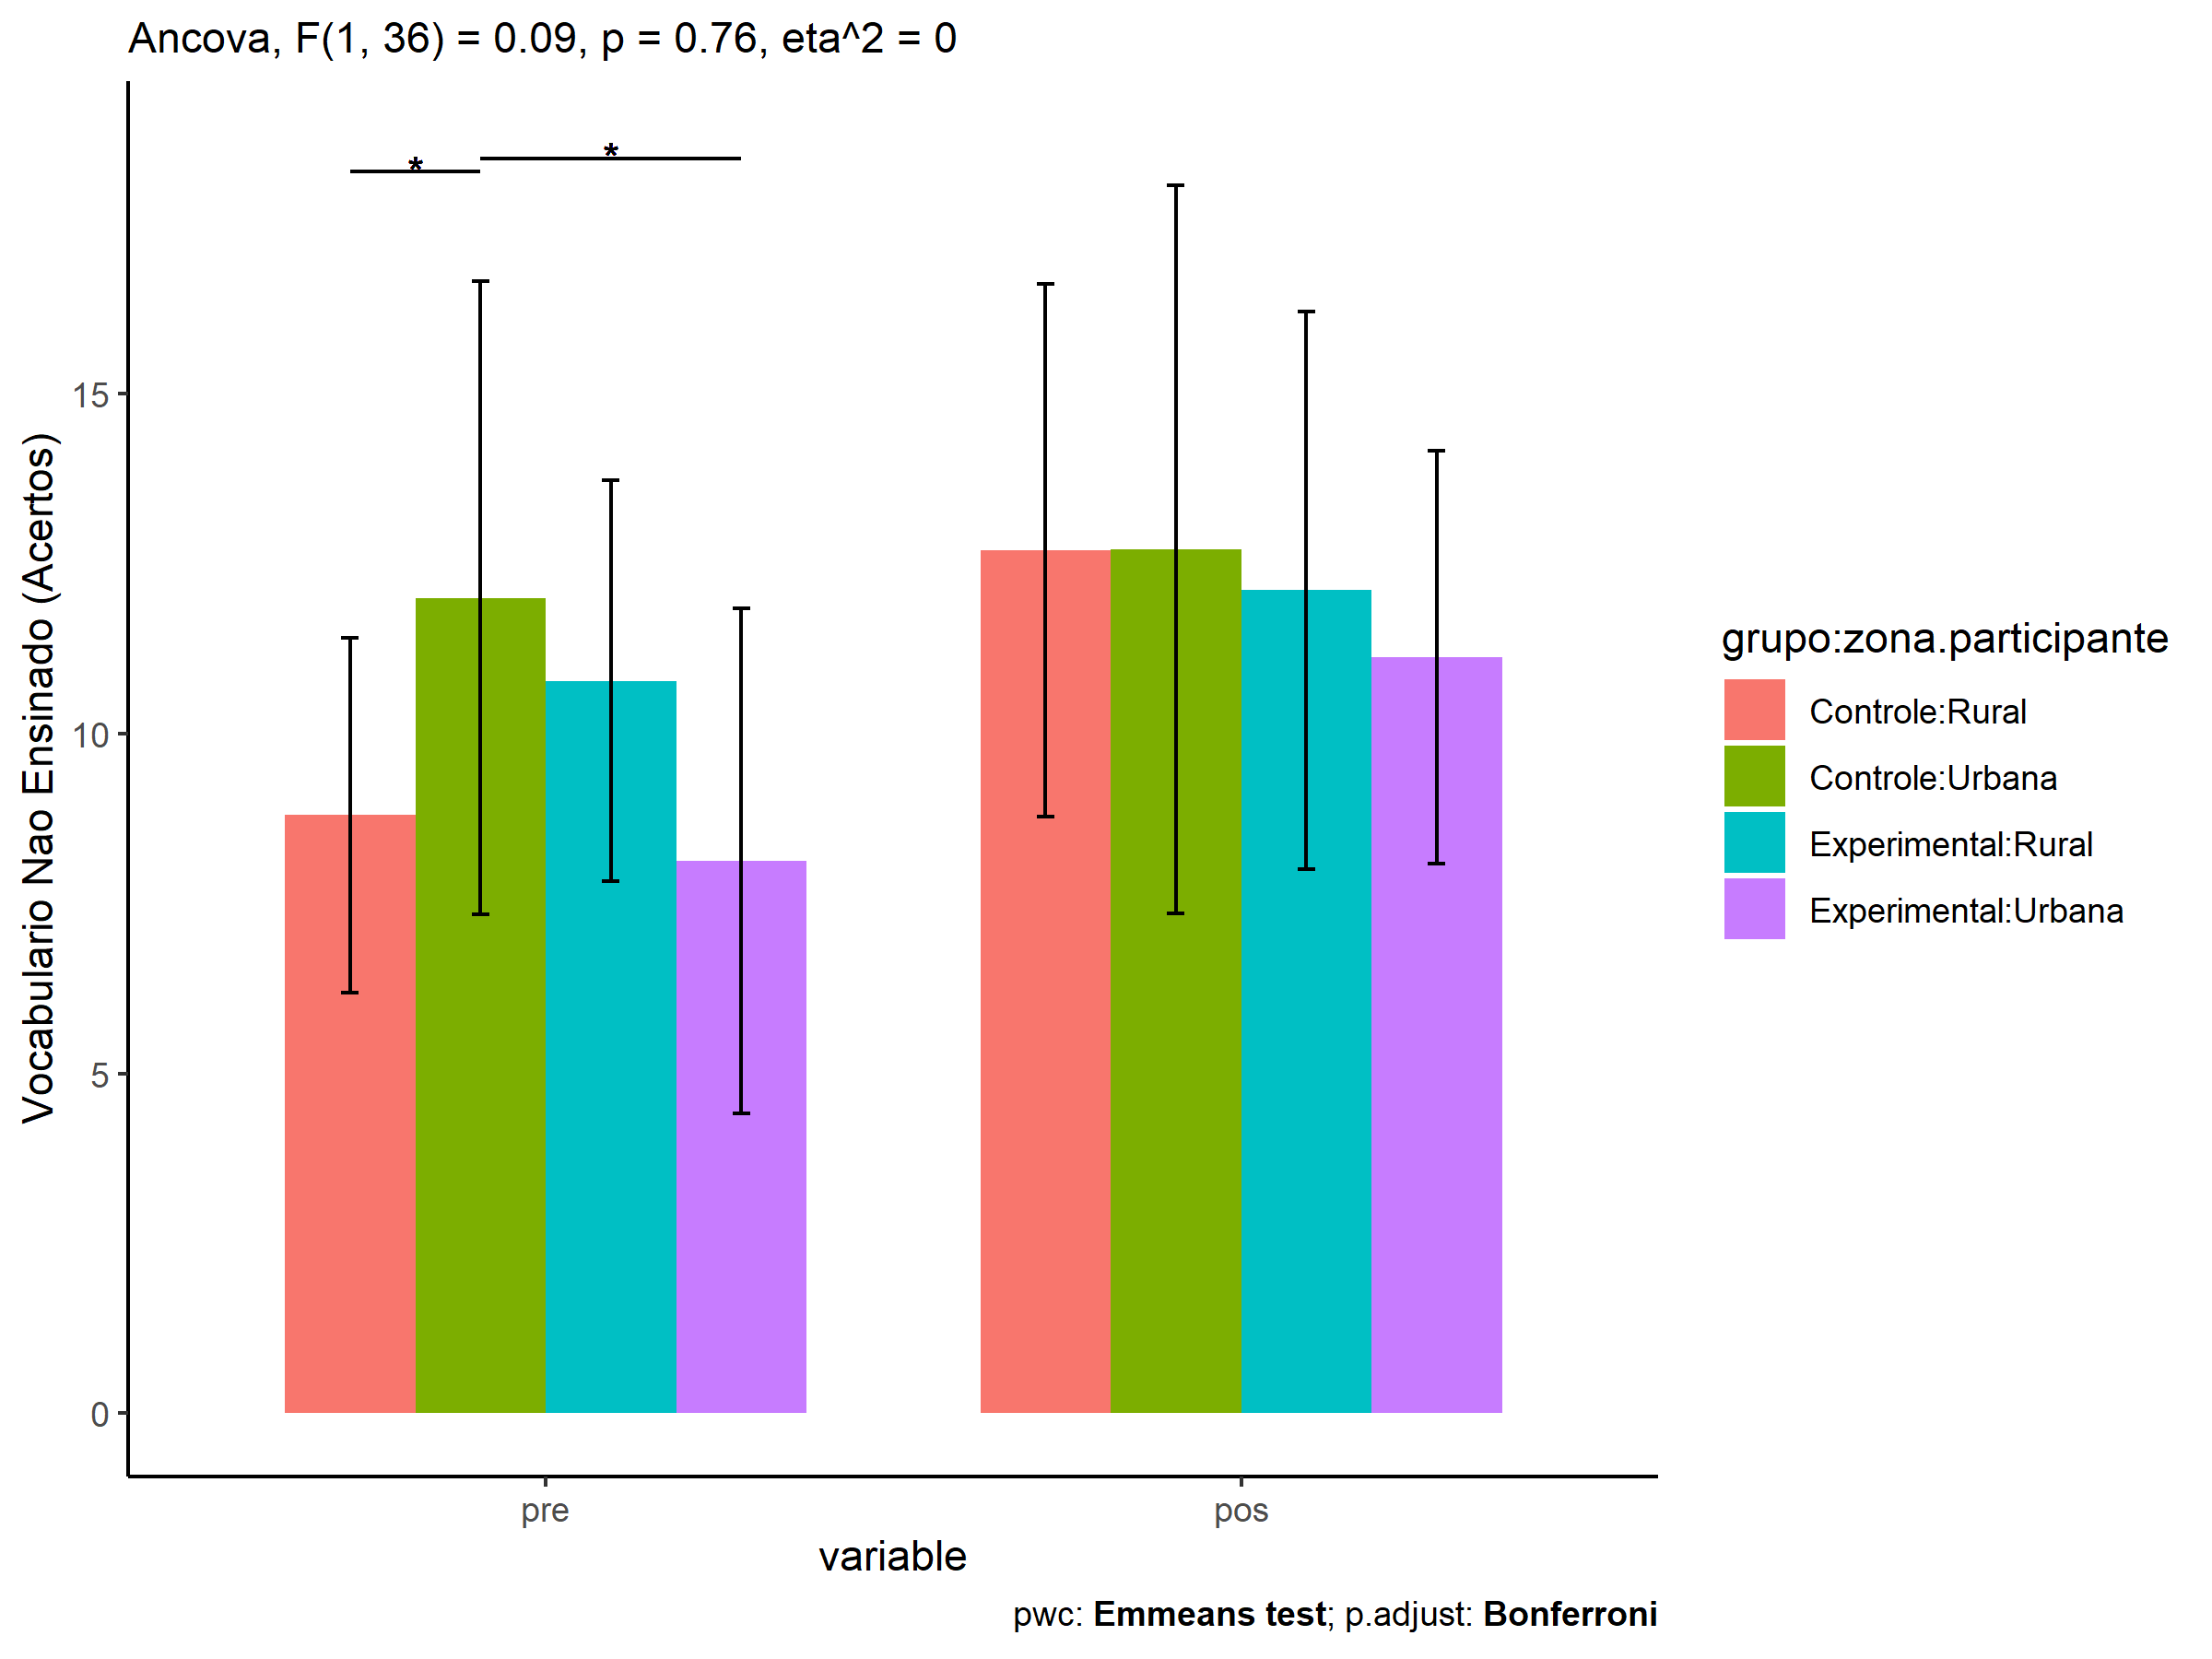 Ancova, F(1, 36) = 0.09, p = 0.76, eta^2 = 0
*
*
Vocabulario Nao Ensinado (Acertos)
15
10
5
0
pre
pos
variable
grupo:zona.participante
Controle:Rural
Controle:Urbana
Experimental:Rural
Experimental:Urbana
pwc: Emmeans test; p.adjust: Bonferroni